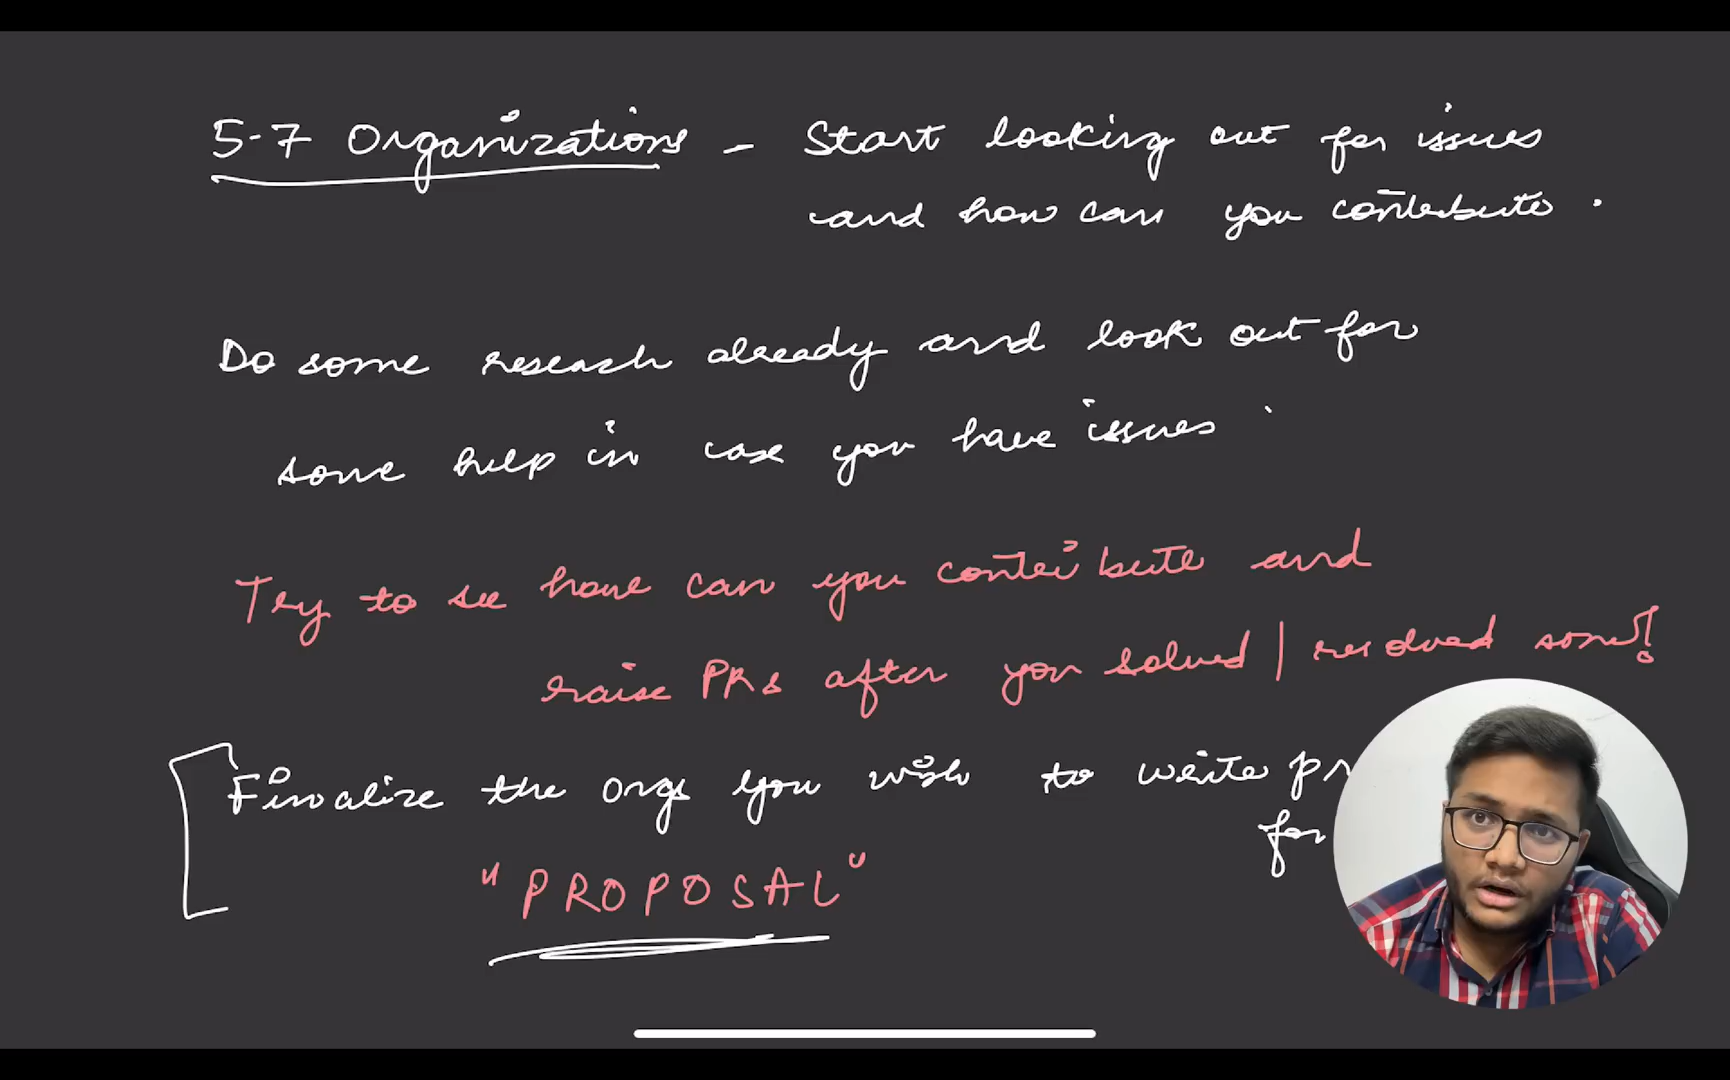 5-7 Organizations - Start looking out for issues
and how can you contribute.
Do some reseach already and look out for
some help in case you have issues.
Try to see how can you contribute and
raise PRs after you solved | resolved some!
Finalize the orgs you wish to write
for
"PROPOSAL"